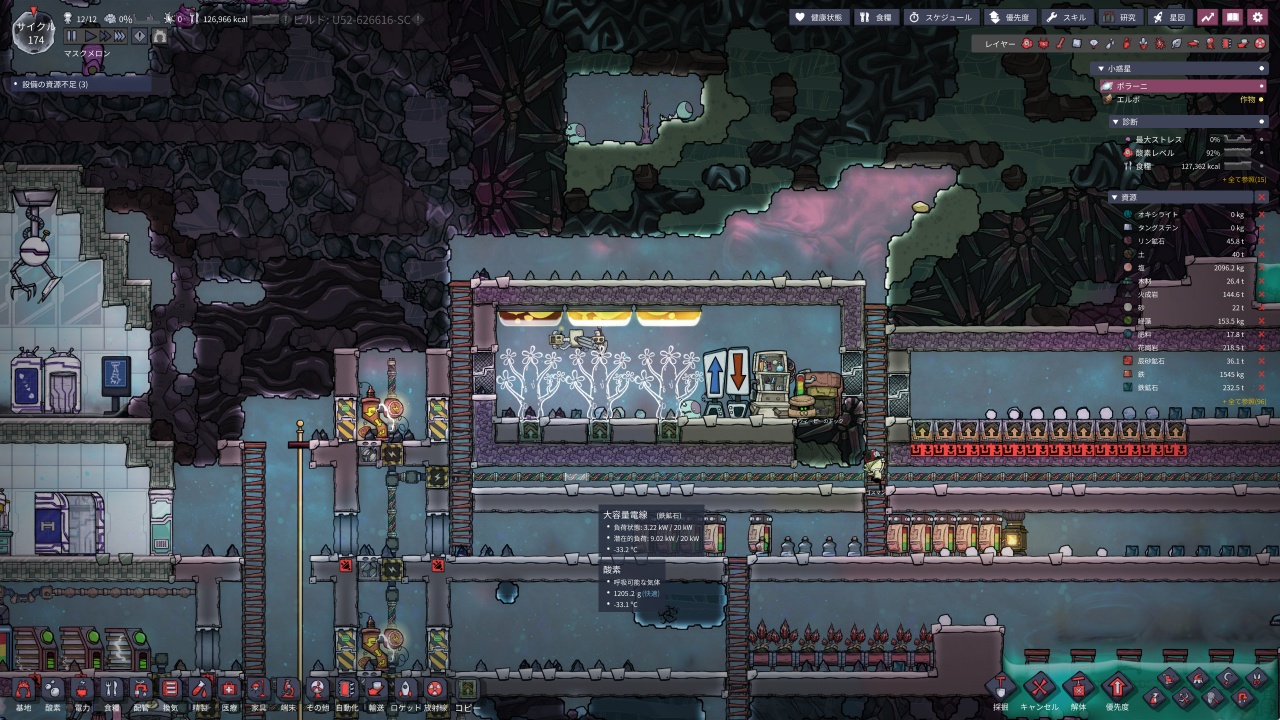 サイクル
174
12/12
0%
0
126,966 kcal
ビルド: U52-626616-SC
マスクメロン
設備の資源不足 (3)
健康状態
食糧
スケジュール
優先度
スキル
研究
星図
レイヤー
小惑星
ボラーニ
エルボ
作物
診断
最大ストレス 0%
酸素レベル 92%
食糧 127,362 kcal
+ 全て参照(15)
資源
オキシライト 0 kg
タングステン 0 kg
リン鉱石 45.8 t
土 40 t
塩 2096.2 kg
木材 26.4 t
火成岩 144.6 t
砂 22 t
緑藻 153.5 kg
肥料 17.8 t
花崗岩 218.5 t
辰砂鉱石 36.1 t
鉄 1545 kg
鉄鉱石 232.5 t
+ 全て参照(96)
大容量電線 (鉄鉱石)
負荷状態: 3.22 kW / 20 kW
潜在的負荷: 9.02 kW / 20 kW
-33.2 °C
酸素
呼吸可能な気体
1205.2 g (快適)
-33.1 °C
基地
酸素
電力
食糧
配管
換気
精製
医療
家具
端末
その他
自動化
輸送
ロケット
放射線
コピー
採掘
キャンセル
解体
優先度